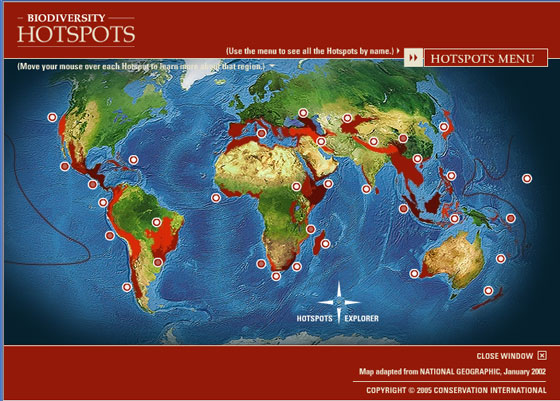 BIODIVERSITY
HOTSPOTS
(Use the menu to see all the Hotspots by name.)
HOTSPOTS MENU
(Move your mouse over each Hotspot to learn more about that region.)
HOTSPOTS EXPLORER
CLOSE WINDOW
Map adapted from NATIONAL GEOGRAPHIC, January 2002
COPYRIGHT © 2005 CONSERVATION INTERNATIONAL